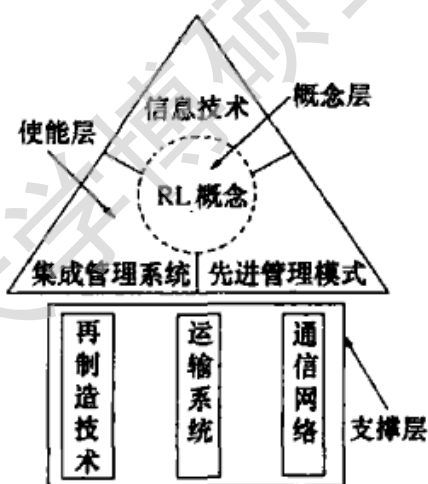 信息技术
概念层
使能层
RL概念
集成管理系统
先进管理模式
再制造技术
运输系统
通信网络
支撑层